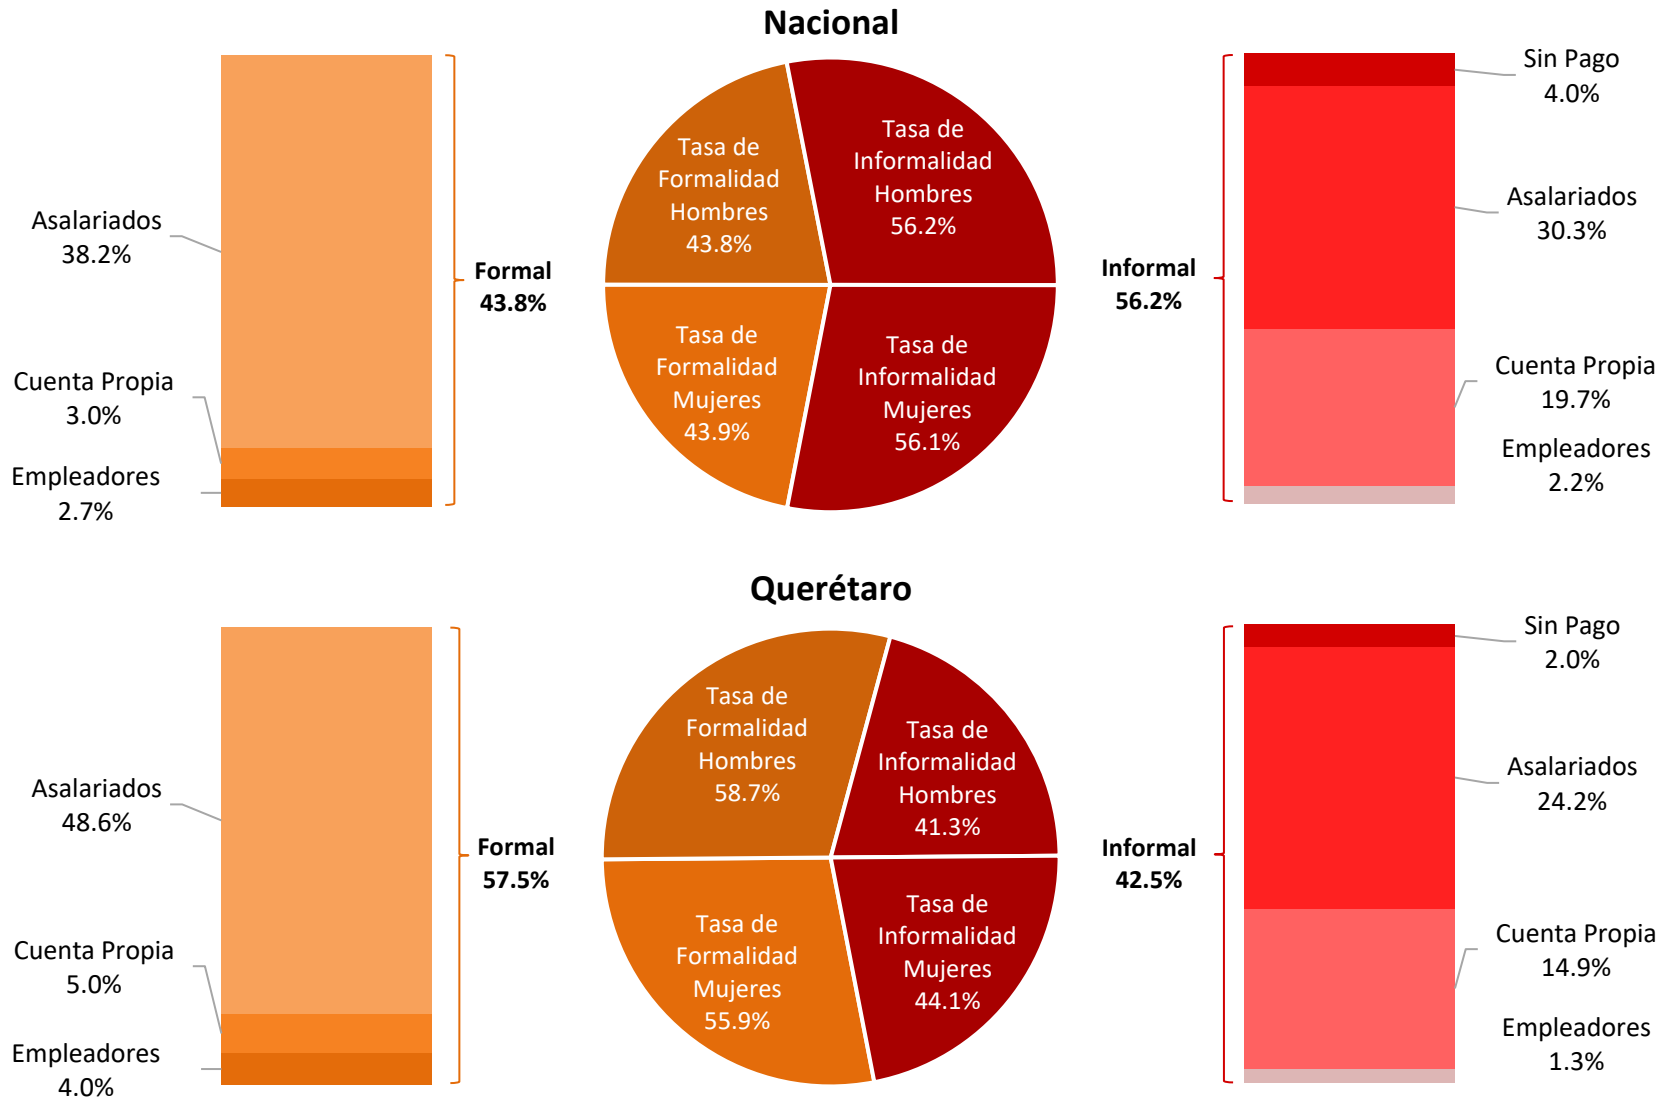 Nacional
Asalariados
38.2%
Cuenta Propia
3.0%
Empleadores
2.7%
Formal
43.8%
Tasa de
Formalidad
Hombres
43.8%
Tasa de
Informalidad
Hombres
56.2%
Tasa de
Formalidad
Mujeres
43.9%
Tasa de
Informalidad
Mujeres
56.1%
Informal
56.2%
Sin Pago
4.0%
Asalariados
30.3%
Cuenta Propia
19.7%
Empleadores
2.2%
Querétaro
Asalariados
48.6%
Cuenta Propia
5.0%
Empleadores
4.0%
Formal
57.5%
Tasa de
Formalidad
Hombres
58.7%
Tasa de
Informalidad
Hombres
41.3%
Tasa de
Formalidad
Mujeres
55.9%
Tasa de
Informalidad
Mujeres
44.1%
Informal
42.5%
Sin Pago
2.0%
Asalariados
24.2%
Cuenta Propia
14.9%
Empleadores
1.3%